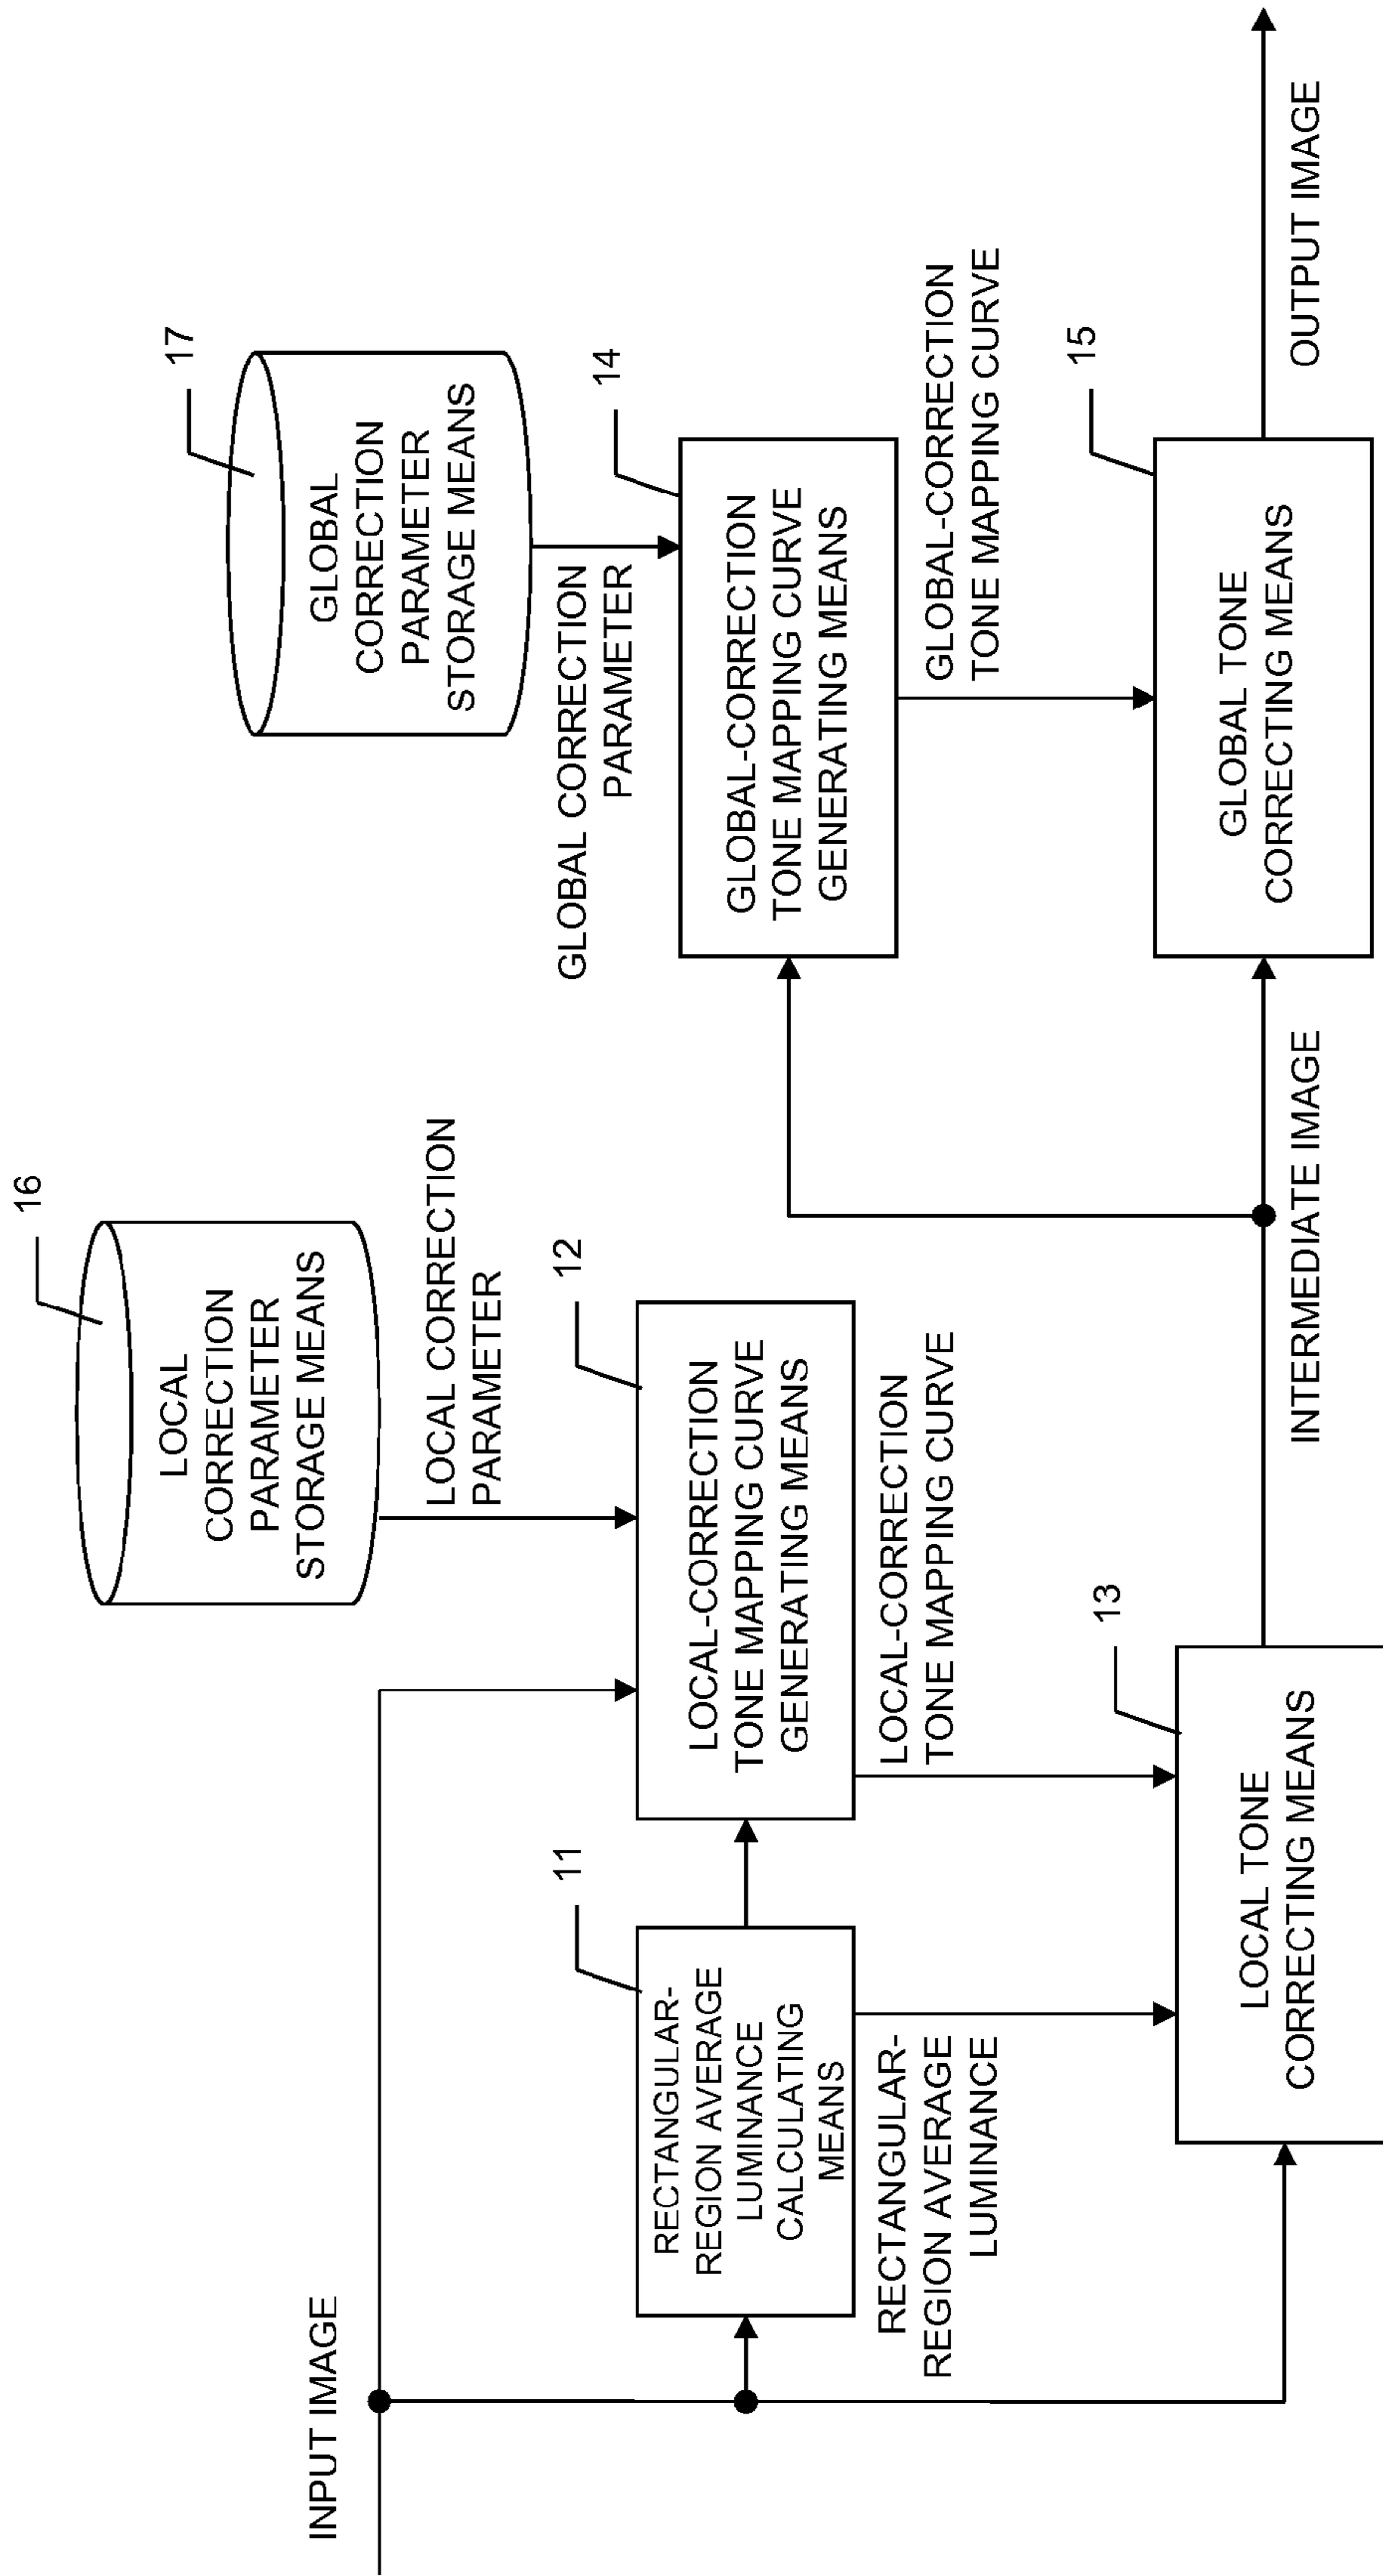 INPUT IMAGE
16
LOCAL
CORRECTION
PARAMETER
STORAGE MEANS
LOCAL CORRECTION
PARAMETER
17
GLOBAL
CORRECTION
PARAMETER
STORAGE MEANS
GLOBAL CORRECTION
PARAMETER
11
RECTANGULAR-
REGION AVERAGE
LUMINANCE
CALCULATING
MEANS
12
LOCAL-CORRECTION
TONE MAPPING CURVE
GENERATING MEANS
14
GLOBAL-CORRECTION
TONE MAPPING CURVE
GENERATING MEANS
RECTANGULAR-
REGION AVERAGE
LUMINANCE
LOCAL-CORRECTION
TONE MAPPING CURVE
GLOBAL-CORRECTION
TONE MAPPING CURVE
13
LOCAL TONE
CORRECTING MEANS
INTERMEDIATE IMAGE
15
GLOBAL TONE
CORRECTING MEANS
OUTPUT IMAGE